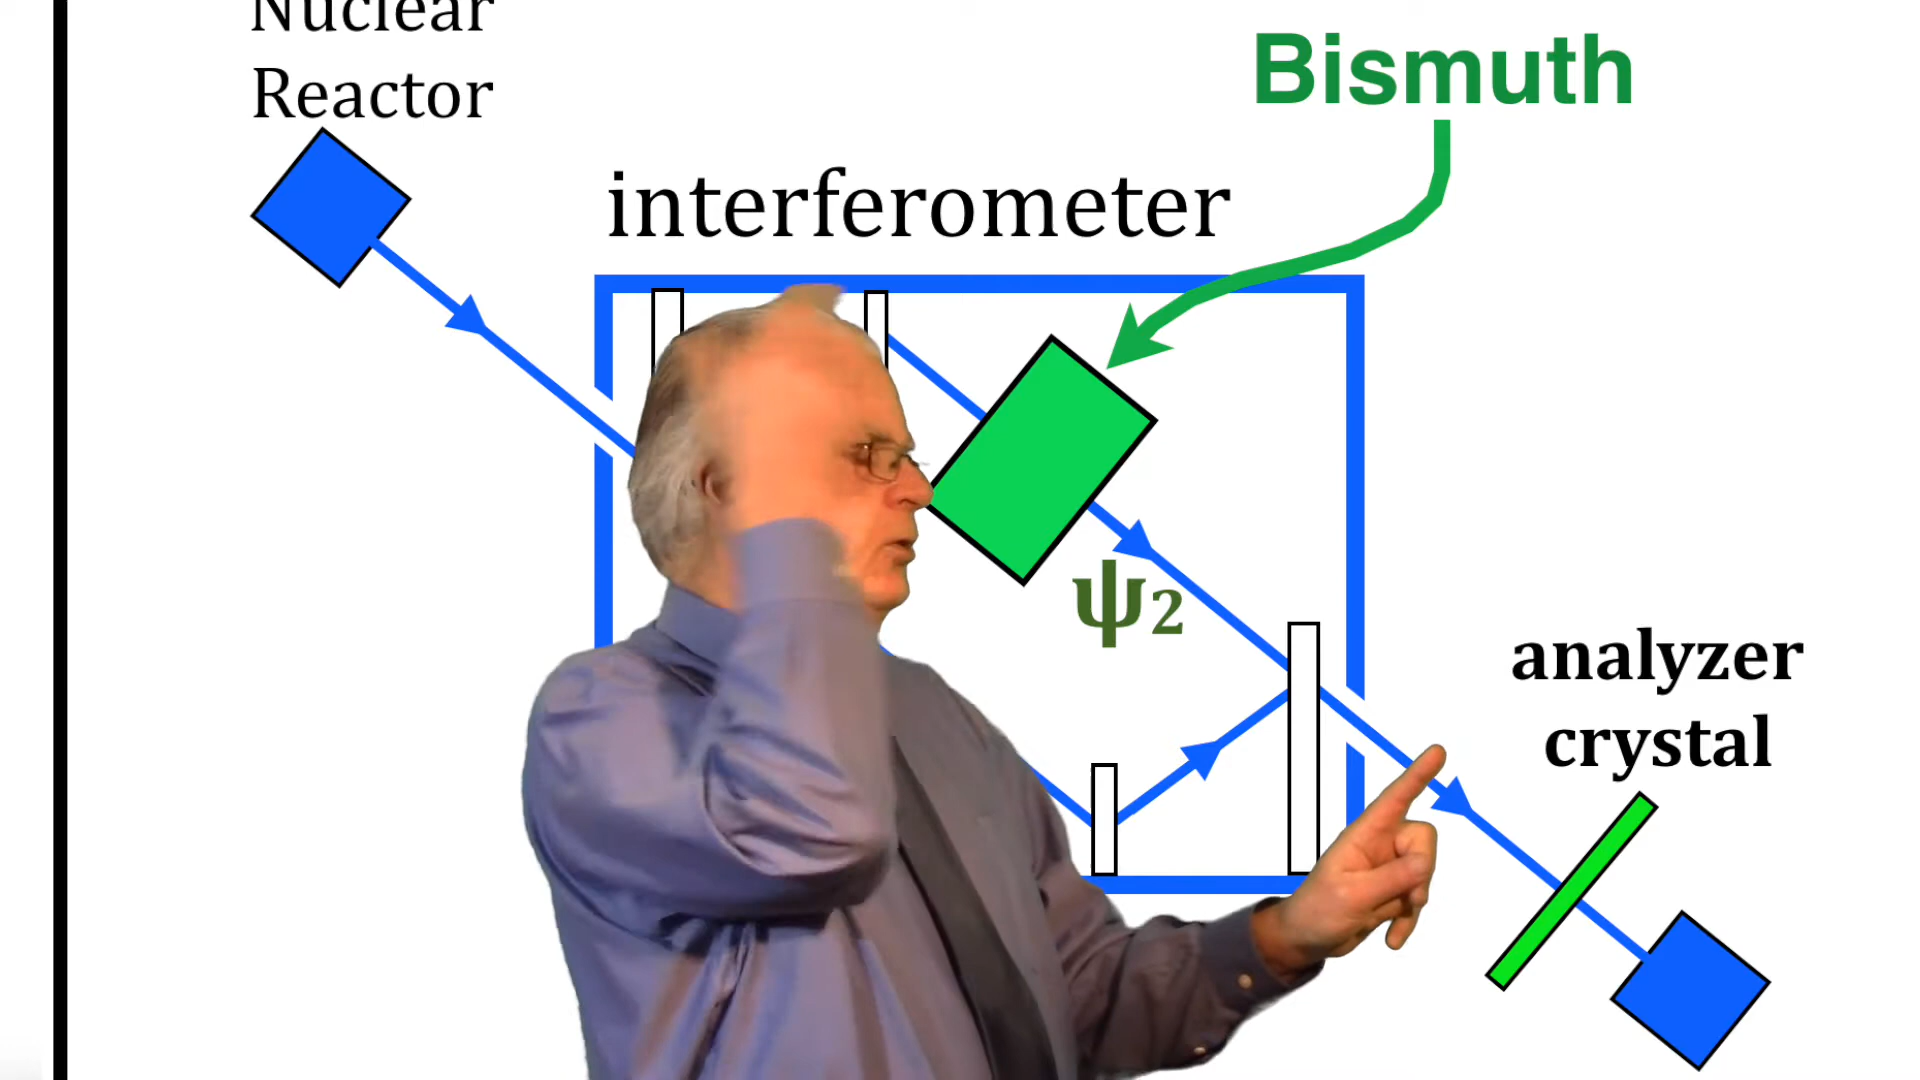 Nuclear
Reactor
Bismuth
interferometer
ψ₂
analyzer
crystal